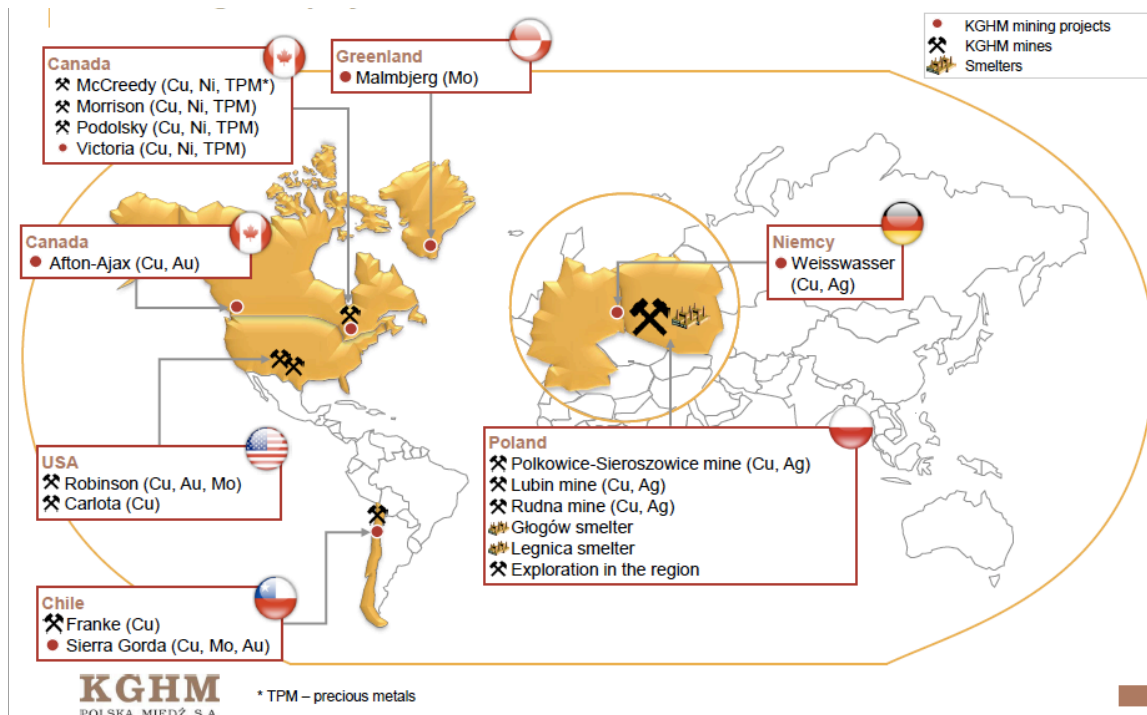 KGHM mining projects
KGHM mines
Smelters
Canada
McCreedy (Cu, Ni, TPM*)
Morrison (Cu, Ni, TPM)
Podolsky (Cu, Ni, TPM)
Victoria (Cu, Ni, TPM)
Greenland
Malmbjerg (Mo)
Canada
Afton-Ajax (Cu, Au)
Niemcy
Weisswasser
(Cu, Ag)
USA
Robinson (Cu, Au, Mo)
Carlota (Cu)
Poland
Polkowice-Sieroszowice mine (Cu, Ag)
Lubin mine (Cu, Ag)
Rudna mine (Cu, Ag)
Głogów smelter
Legnica smelter
Exploration in the region
Chile
Franke (Cu)
Sierra Gorda (Cu, Mo, Au)
KGHM
POLSKA MIEDŹ S.A.
* TPM – precious metals